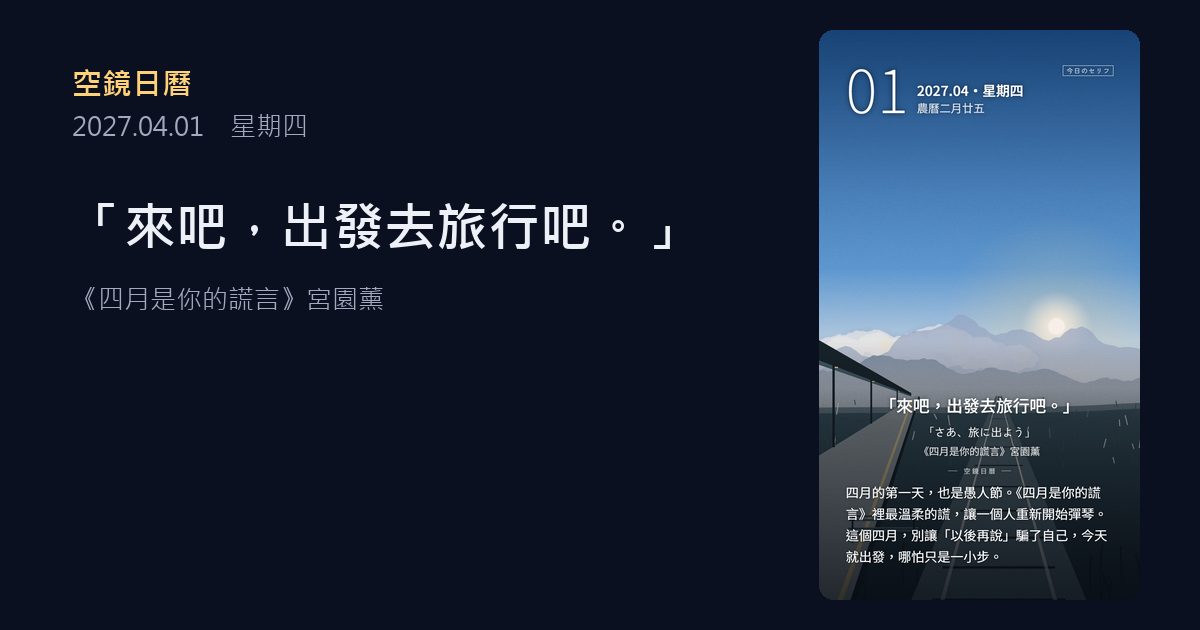 空鏡日曆
2027.04.01 星期四
「來吧，出發去旅行吧。」
《四月是你的謊言》宮園薰
01
2027.04・星期四
農曆二月廿五
今日のセリフ
「來吧，出發去旅行吧。」
「さあ、旅に出よう」
《四月是你的謊言》宮園薰
— 空鏡日曆 —
四月的第一天，也是愚人節。《四月是你的謊
言》裡最溫柔的謊，讓一個人重新開始彈琴。
這個四月，別讓「以後再說」騙了自己，今天
就出發，哪怕只是一小步。